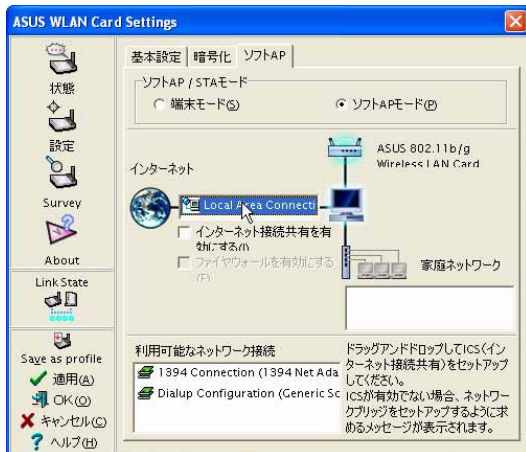 ASUS WLAN Card Settings
状態
設定
Survey
About
Link State
Save as profile
適用(A)
OK(O)
キャンセル(C)
ヘルプ(H)
基本設定
暗号化
ソフトAP
ソフトAP / STAモード
端末モード(S)
ソフトAPモード(P)
インターネット
ASUS 802.11b/g
Wireless LAN Card
Local Area Connecti
インターネット接続共有を有
効にする(I)
ファイヤウォールを有効にする
(F)
家庭ネットワーク
利用可能なネットワーク接続
1394 Connection (1394 Net Ada
Dialup Configuration (Generic Sc
ドラッグアンドドロップしてICS(イン
ターネット接続共有)をセットアップ
してください。
ICSが有効でない場合、ネットワー
クブリッジをセットアップするように求
めるメッセージが表示されます。